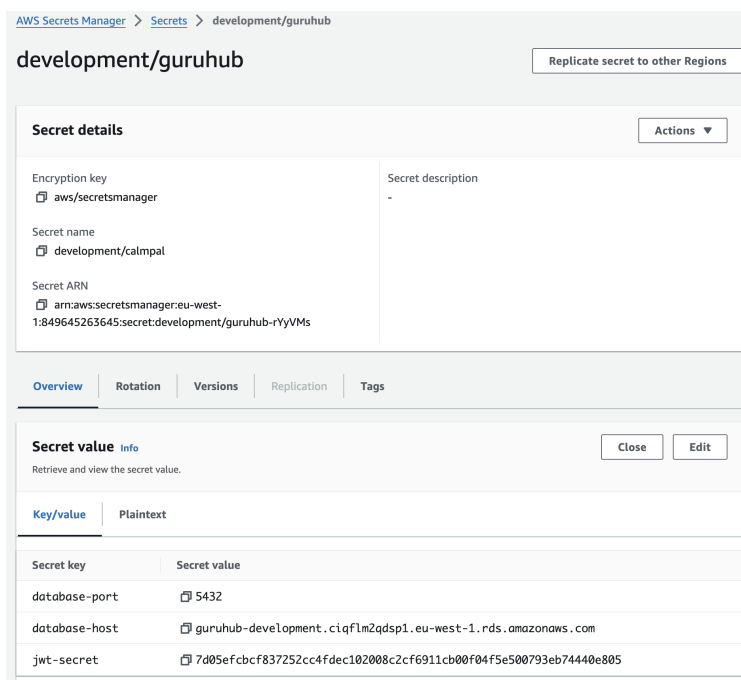 AWS Secrets Manager > Secrets > development/guruhub
development/guruhub
Replicate secret to other Regions
Secret details
Actions
Encryption key
aws/secretsmanager
Secret description
-
Secret name
development/calmpal
Secret ARN
arn:aws:secretsmanager:eu-west-
1:849645263645:secret:development/guruhub-rYyVMs
Overview Rotation Versions Replication Tags
Secret value Info
Close Edit
Retrieve and view the secret value.
Key/value Plaintext
Secret key Secret value
database-port 5432
database-host guruhub-development.ciqflm2qdsp1.eu-west-1.rds.amazonaws.com
jwt-secret 7d05efcbcf837252cc4fdec102008c2cf6911cb00f04f5e500793eb74440e805